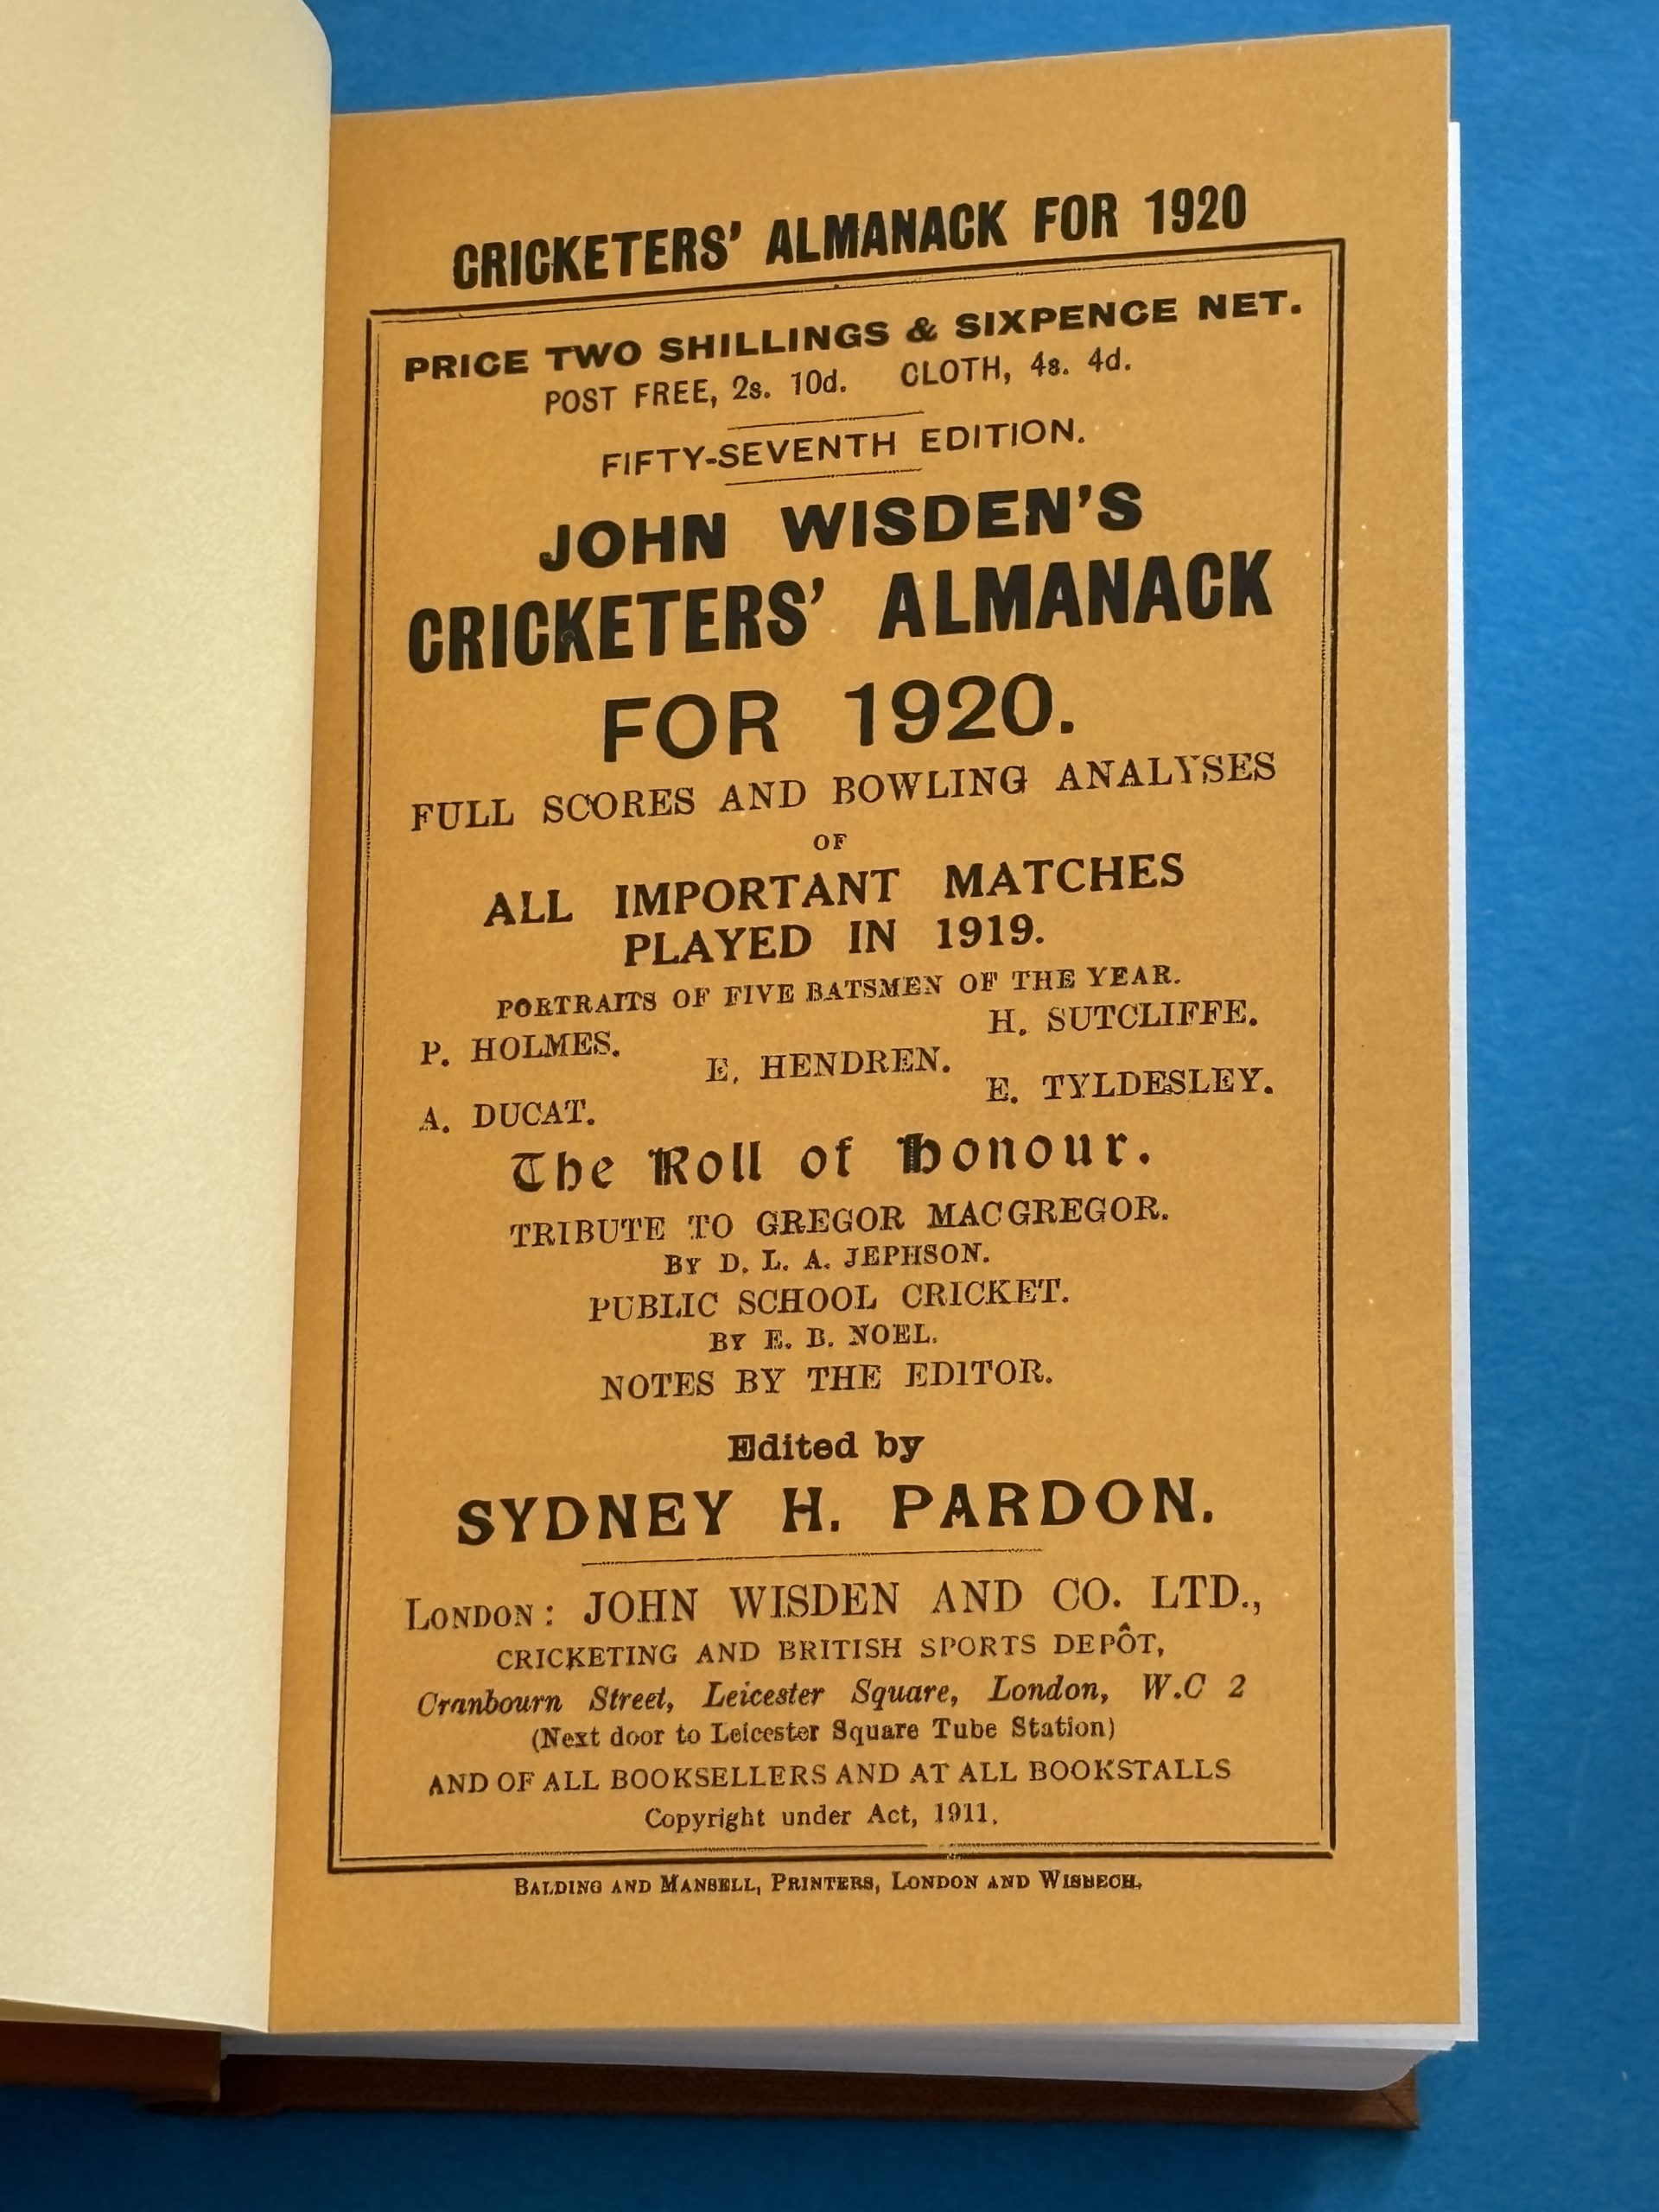 CRICKETERS' ALMANACK FOR 1920
PRICE TWO SHILLINGS & SIXPENCE NET.
POST FREE, 2s. 10d. CLOTH, 4s. 4d.
FIFTY-SEVENTH EDITION.
JOHN WISDEN'S
CRICKETERS' ALMANACK
FOR 1920.
FULL SCORES AND BOWLING ANALYSES
OF
ALL IMPORTANT MATCHES
PLAYED IN 1919.
PORTRAITS OF FIVE BATSMEN OF THE YEAR.
P. HOLMES. H. SUTCLIFFE.
E. HENDREN.
A. DUCAT. E. TYLDESLEY.
The Roll of Honour.
TRIBUTE TO GREGOR MACGREGOR.
BY D. L. A. JEPHSON.
PUBLIC SCHOOL CRICKET.
BY E. B. NOEL.
NOTES BY THE EDITOR.
Edited by
SYDNEY H. PARDON.
LONDON: JOHN WISDEN AND CO. LTD.,
CRICKETING AND BRITISH SPORTS DEPÔT,
Cranbourn Street, Leicester Square, London, W.C 2
(Next door to Leicester Square Tube Station)
AND OF ALL BOOKSELLERS AND AT ALL BOOKSTALLS
Copyright under Act, 1911.
BALDING AND MANSELL, PRINTERS, LONDON AND WISBECH.